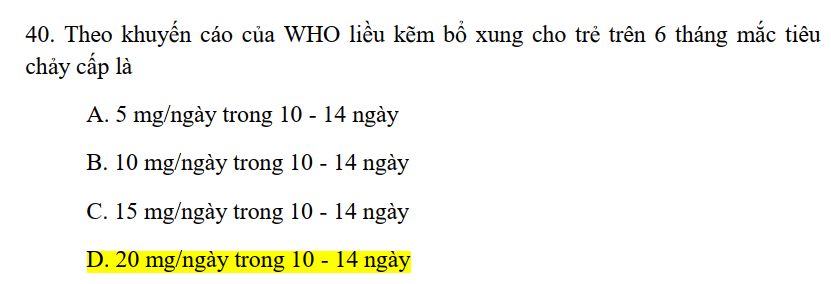 40. Theo khuyến cáo của WHO liều kẽm bổ xung cho trẻ trên 6 tháng mắc tiêu
chảy cấp là
A. 5 mg/ngày trong 10 - 14 ngày
B. 10 mg/ngày trong 10 - 14 ngày
C. 15 mg/ngày trong 10 - 14 ngày
D. 20 mg/ngày trong 10 - 14 ngày